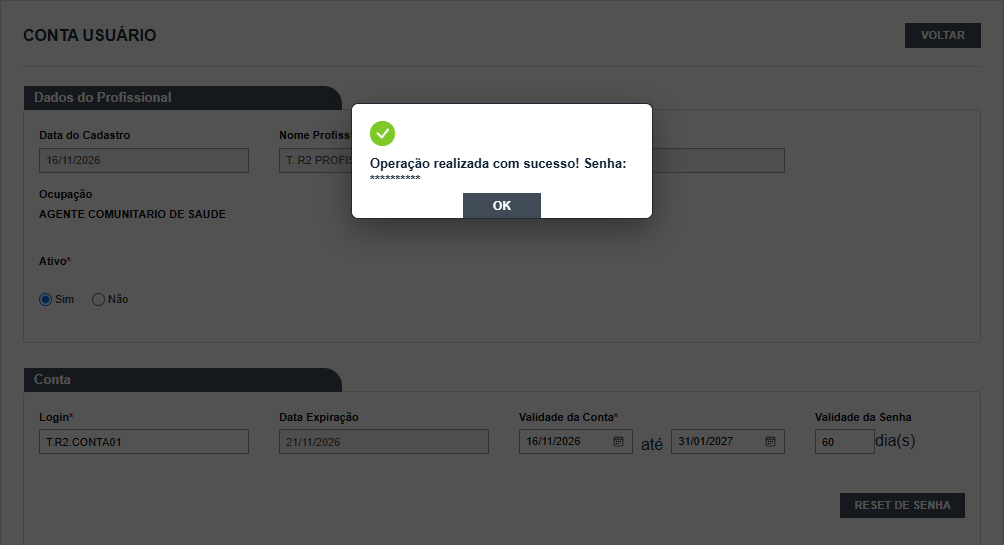 CONTA USUÁRIO
VOLTAR
Dados do Profissional
Data do Cadastro
Nome Profiss
16/11/2026
T. R2 PROFIS
Operação realizada com sucesso! Senha:
**********
OK
Ocupação
AGENTE COMUNITARIO DE SAUDE
Ativo*
Sim
Não
Conta
Login*
Data Expiração
Validade da Conta*
Validade da Senha
T.R2.CONTA01
21/11/2026
16/11/2026
até
31/01/2027
60
dia(s)
RESET DE SENHA